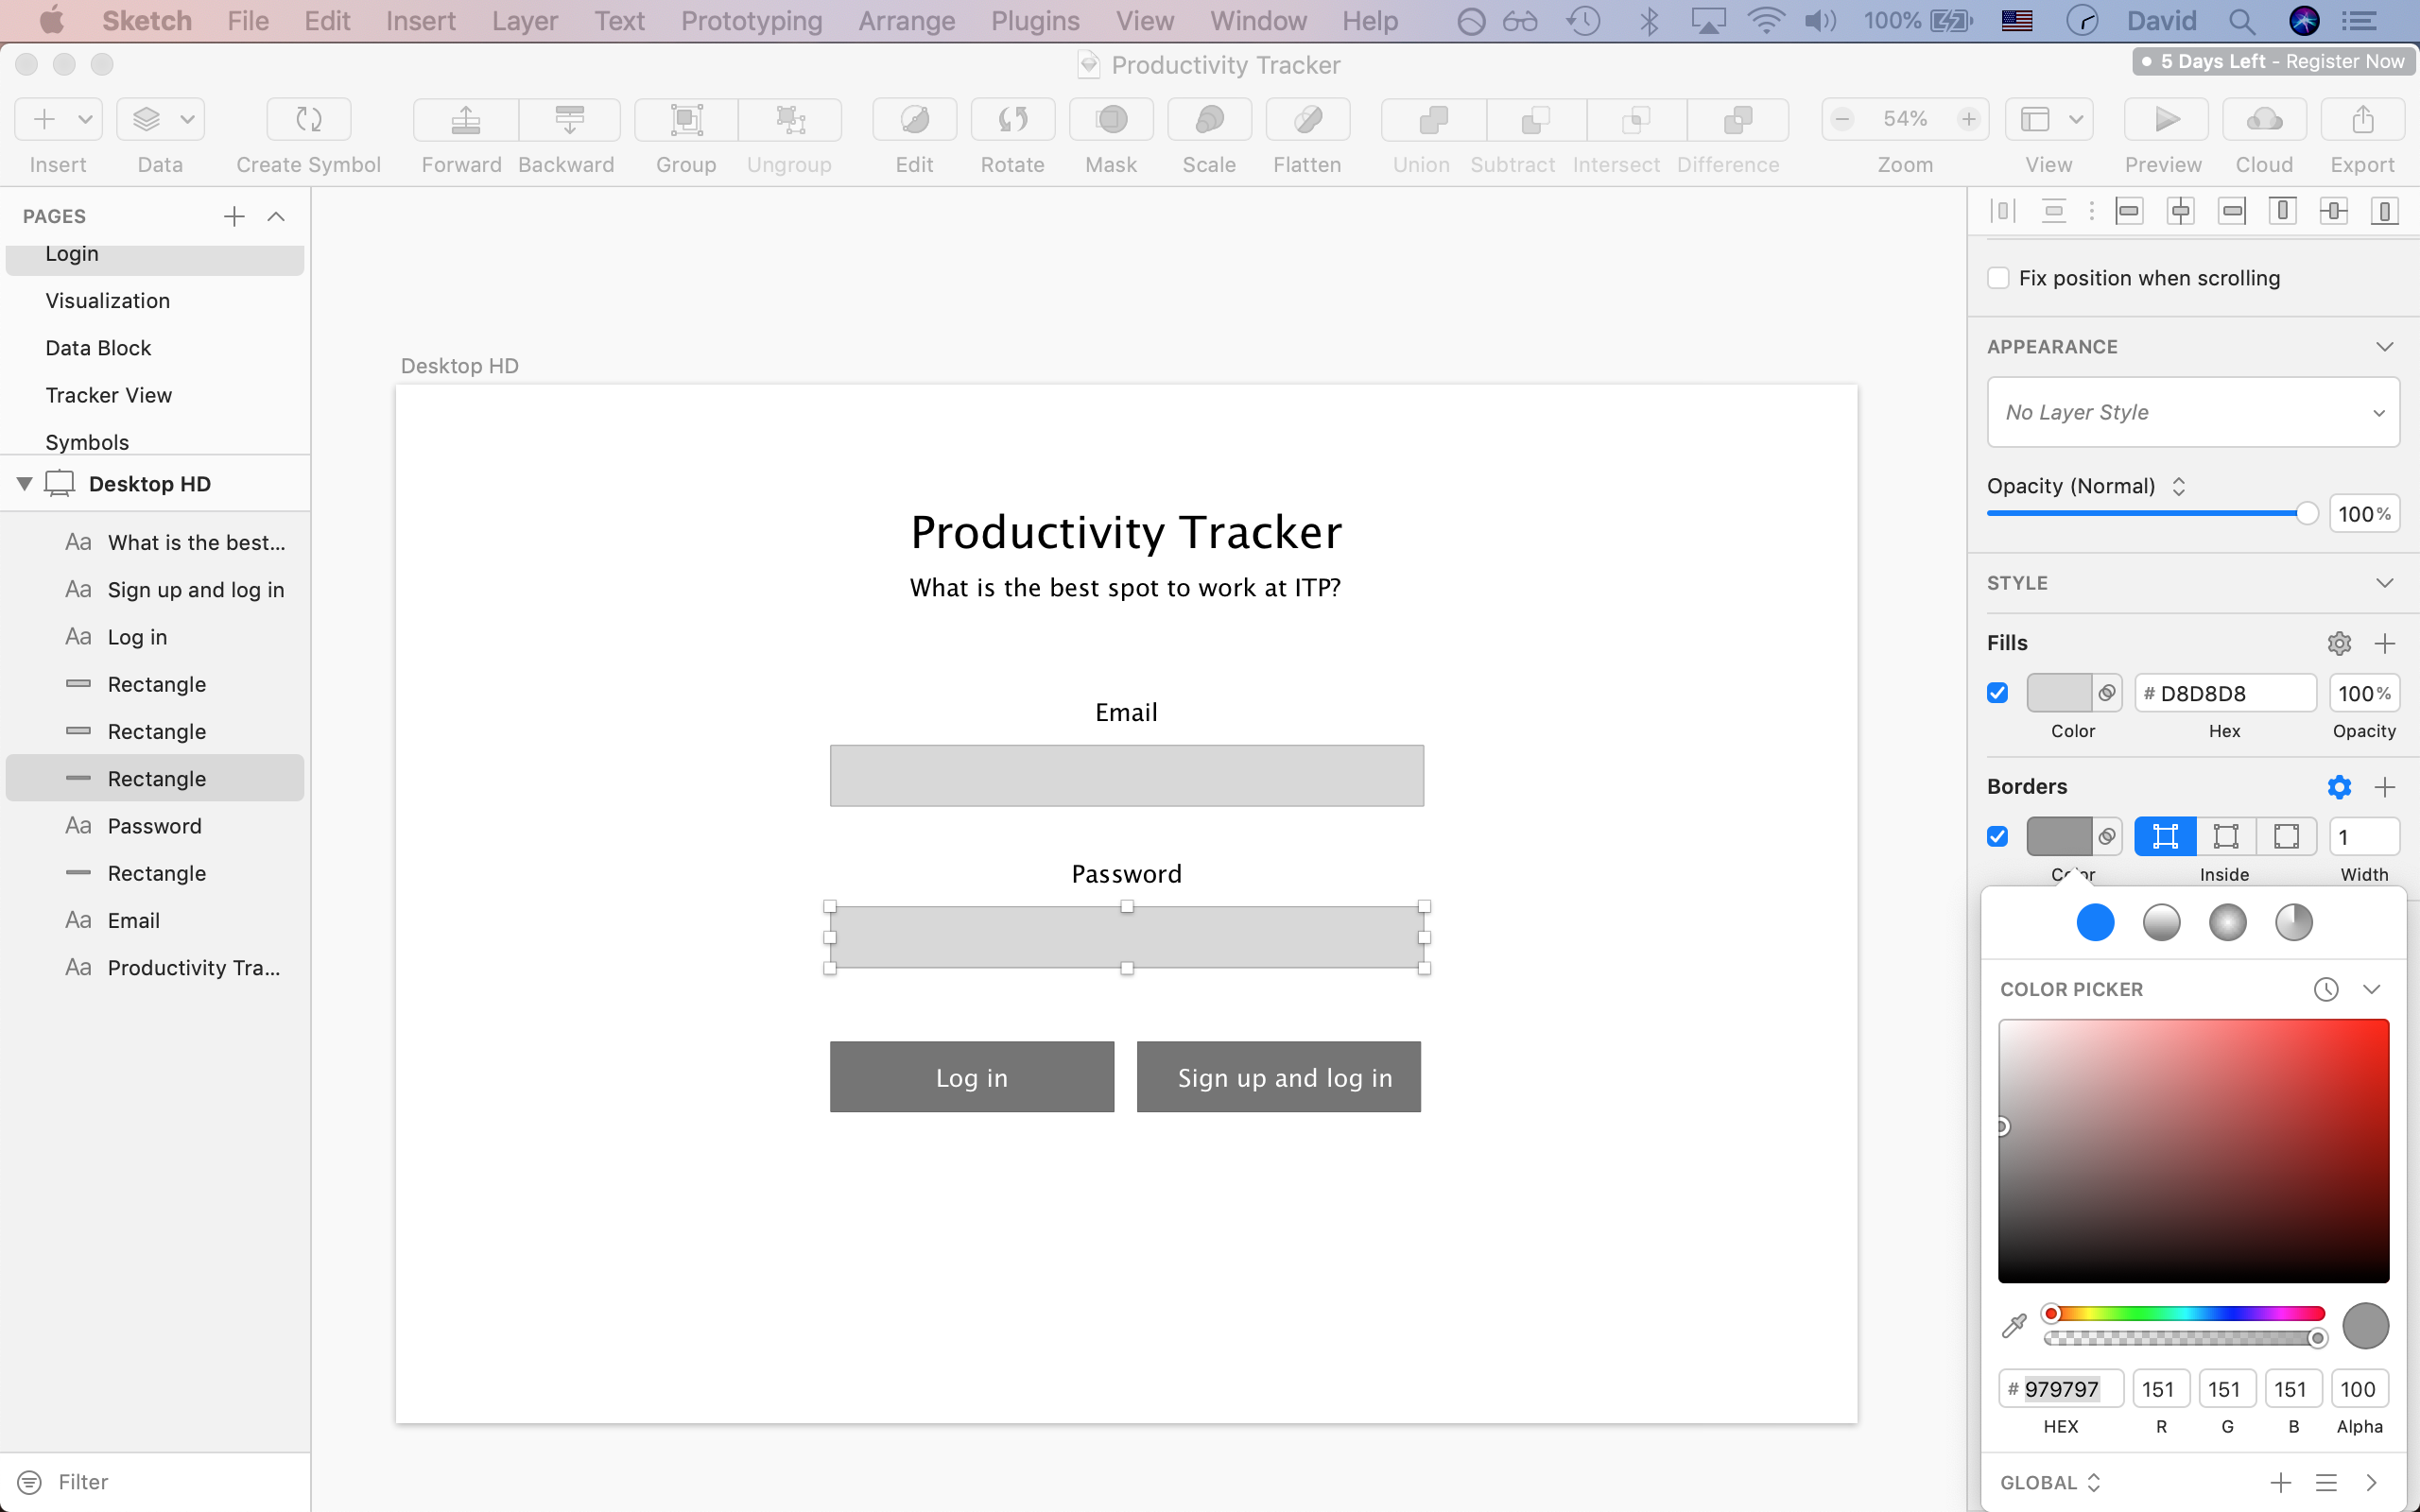 Sketch File Edit Insert Layer Text Prototyping Arrange Plugins View Window Help 100% David
Productivity Tracker
5 Days Left - Register Now
54%
Insert Data Create Symbol Forward Backward Group Ungroup Edit Rotate Mask Scale Flatten Union Subtract Intersect Difference Zoom View Preview Cloud Export
PAGES
Login
Visualization
Data Block
Tracker View
Symbols
Desktop HD
Aa What is the best...
Aa Sign up and log in
Aa Log in
Rectangle
Rectangle
Rectangle
Aa Password
Rectangle
Aa Email
Aa Productivity Tra...
Filter
Desktop HD
Productivity Tracker
What is the best spot to work at ITP?
Email
Password
Log in
Sign up and log in
Fix position when scrolling
APPEARANCE
No Layer Style
Opacity (Normal)
100%
STYLE
Fills
# D8D8D8 100%
Color Hex Opacity
Borders
1
Color Inside Width
COLOR PICKER
# 979797 151 151 151 100
HEX R G B Alpha
GLOBAL